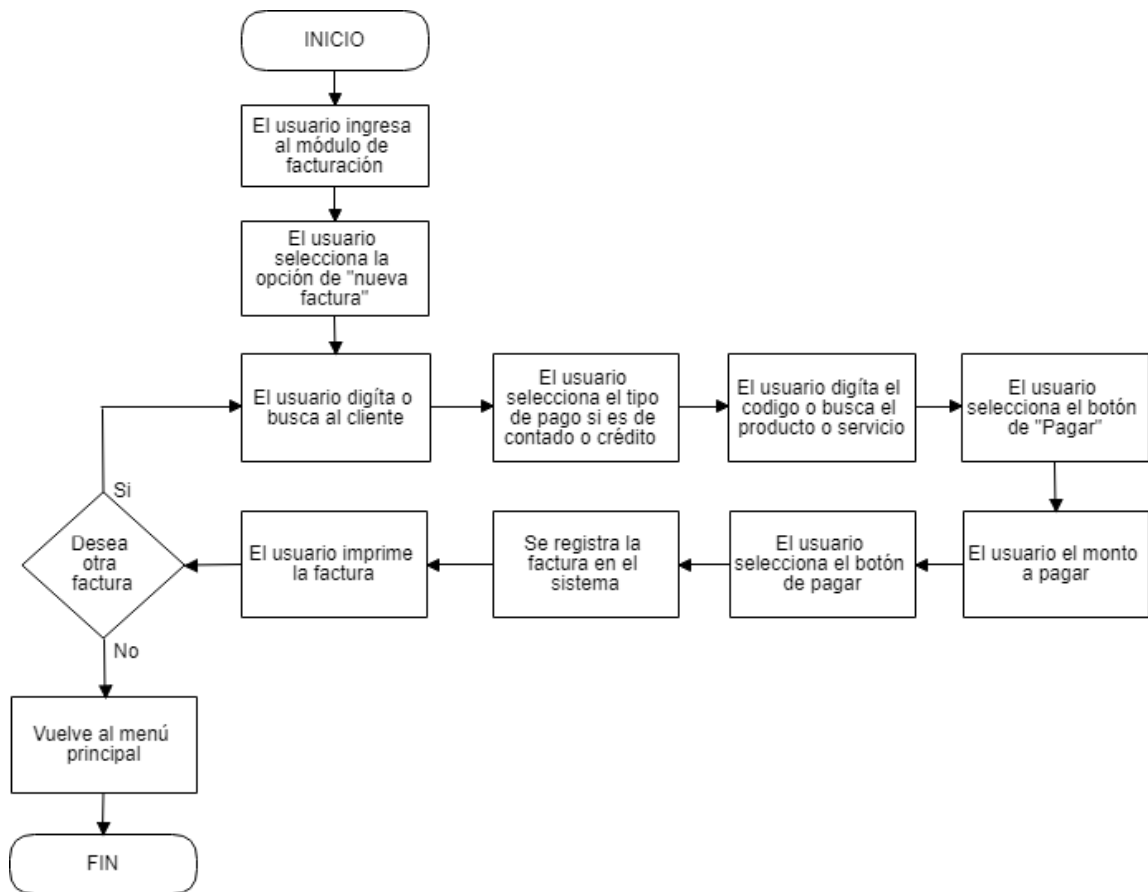 INICIO
El usuario ingresa
al módulo de
facturación
El usuario
selecciona la
opción de "nueva
factura"
El usuario digíta o
busca al cliente
El usuario
selecciona el tipo
de pago si es de
contado o crédito
El usuario digíta el
codigo o busca el
producto o servicio
El usuario
selecciona el botón
de "Pagar"
El usuario el monto
a pagar
El usuario
selecciona el botón
de pagar
Se registra la
factura en el
sistema
El usuario imprime
la factura
Desea
otra
factura
Si
No
Vuelve al menú
principal
FIN